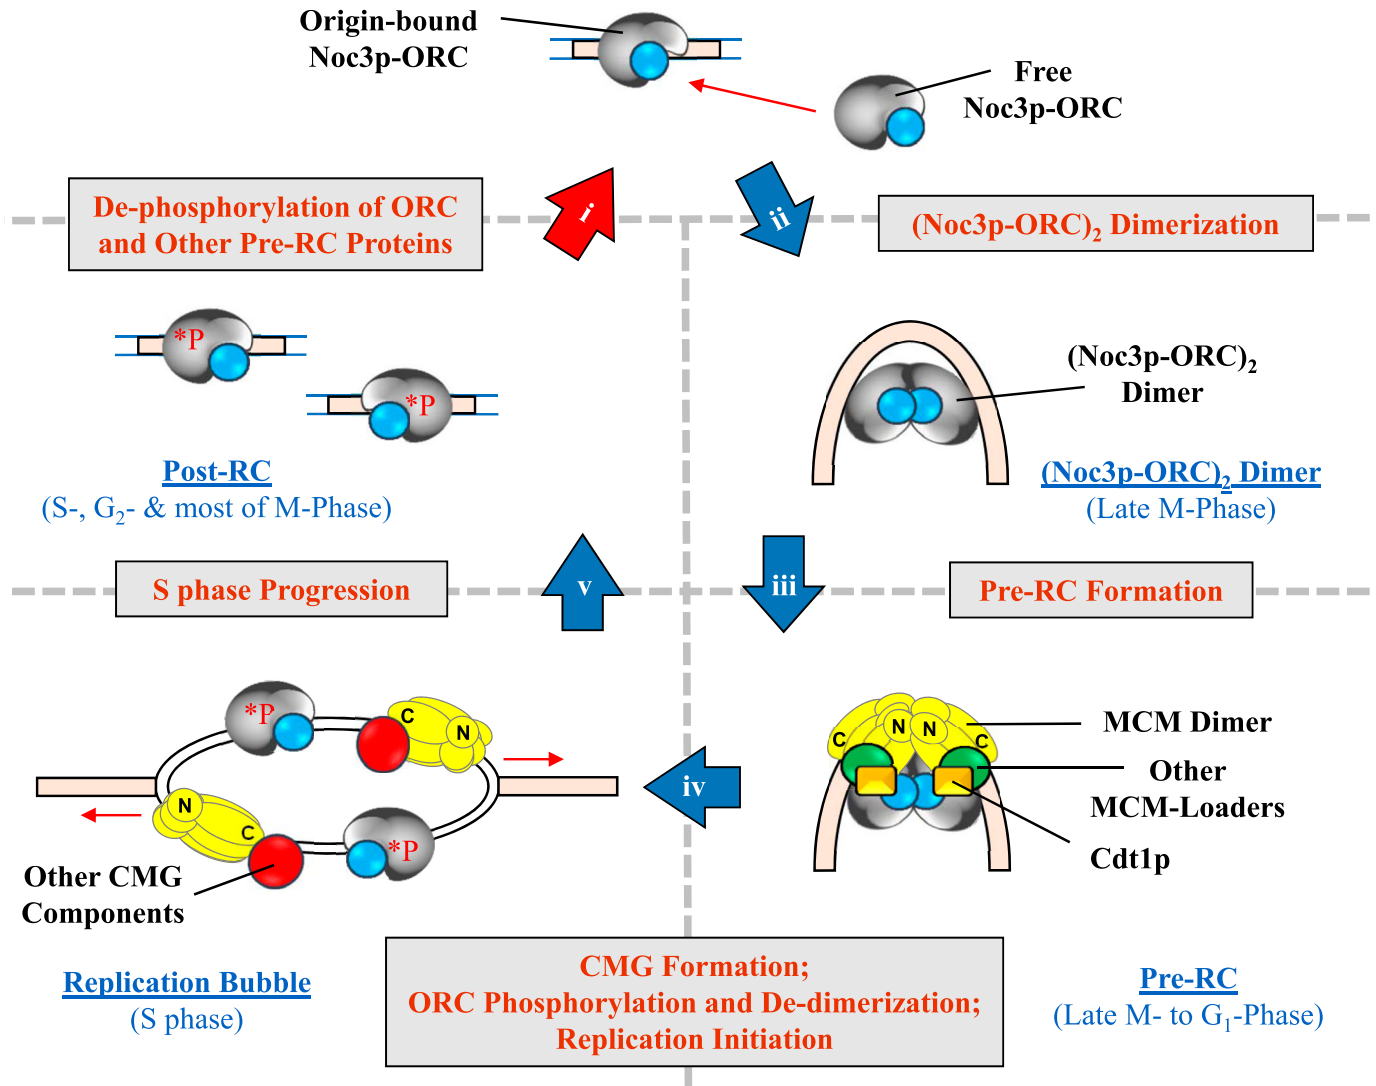 Origin-bound
Noc3p-ORC
Free
Noc3p-ORC
De-phosphorylation of ORC
and Other Pre-RC Proteins
i
ii
(Noc3p-ORC)₂ Dimerization
*P
*P
Post-RC
(S-, G₂- & most of M-Phase)
(Noc3p-ORC)₂
Dimer
(Noc3p-ORC)₂ Dimer
(Late M-Phase)
S phase Progression
v
iii
Pre-RC Formation
*P
C
N
N
C
*P
Other CMG
Components
Replication Bubble
(S phase)
iv
C
N
N
C
MCM Dimer
Other
MCM-Loaders
Cdt1p
CMG Formation;
ORC Phosphorylation and De-dimerization;
Replication Initiation
Pre-RC
(Late M- to G₁-Phase)